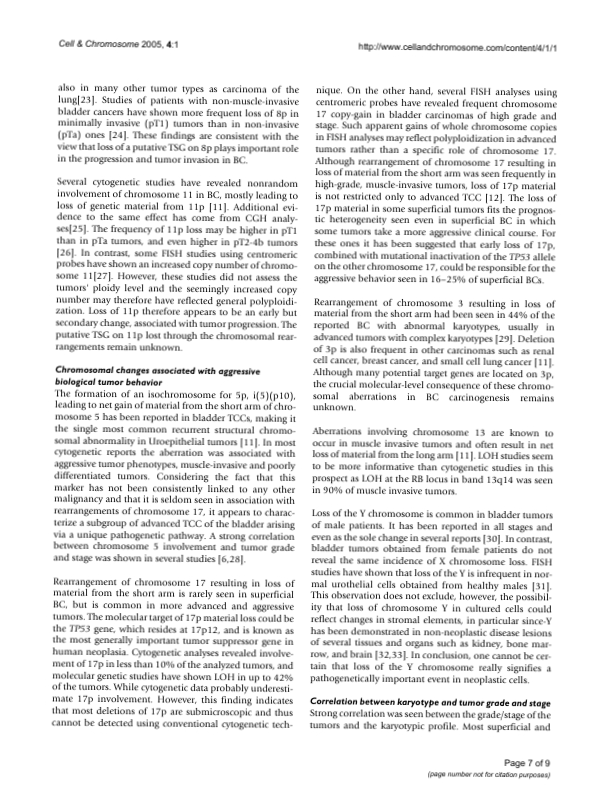 Cell & Chromosome 2005, 4:1
http://www.cellandchromosome.com/content/4/1/1
also in many other tumor types as carcinoma of the
lung[23]. Studies of patients with non-muscle-invasive
bladder cancers have shown more frequent loss of 8p in
minimally invasive (pT1) tumors than in non-invasive
(pTa) ones [24]. These findings are consistent with the
view that loss of a putative TSG on 8p plays important role
in the progression and tumor invasion in BC.
Several cytogenetic studies have revealed nonrandom
involvement of chromosome 11 in BC, mostly leading to
loss of genetic material from 11p [11]. Additional evi-
dence to the same effect has come from CGH analy-
ses[25]. The frequency of 11p loss may be higher in pT1
than in pTa tumors, and even higher in pT2-4b tumors
[26]. In contrast, some FISH studies using centromeric
probes have shown an increased copy number of chromo-
some 11[27]. However, these studies did not assess the
tumors' ploidy level and the seemingly increased copy
number may therefore have reflected general polyploidi-
zation. Loss of 11p therefore appears to be an early but
secondary change, associated with tumor progression. The
putative TSG on 11p lost through the chromosomal rear-
rangements remain unknown.
Chromosomal changes associated with aggressive
biological tumor behavior
The formation of an isochromosome for 5p, i(5)(p10),
leading to net gain of material from the short arm of chro-
mosome 5 has been reported in bladder TCCs, making it
the single most common recurrent structural chromo-
somal abnormality in Uroepithelial tumors [11]. In most
cytogenetic reports the aberration was associated with
aggressive tumor phenotypes, muscle-invasive and poorly
differentiated tumors. Considering the fact that this
marker has not been consistently linked to any other
malignancy and that it is seldom seen in association with
rearrangements of chromosome 17, it appears to charac-
terize a subgroup of advanced TCC of the bladder arising
via a unique pathogenetic pathway. A strong correlation
between chromosome 5 involvement and tumor grade
and stage was shown in several studies [6,28].
Rearrangement of chromosome 17 resulting in loss of
material from the short arm is rarely seen in superficial
BC, but is common in more advanced and aggressive
tumors. The molecular target of 17p material loss could be
the TP53 gene, which resides at 17p12, and is known as
the most generally important tumor suppressor gene in
human neoplasia. Cytogenetic analyses revealed involve-
ment of 17p in less than 10% of the analyzed tumors, and
molecular genetic studies have shown LOH in up to 42%
of the tumors. While cytogenetic data probably underesti-
mate 17p involvement. However, this finding indicates
that most deletions of 17p are submicroscopic and thus
cannot be detected using conventional cytogenetic tech-
nique. On the other hand, several FISH analyses using
centromeric probes have revealed frequent chromosome
17 copy-gain in bladder carcinomas of high grade and
stage. Such apparent gains of whole chromosome copies
in FISH analyses may reflect polyploidization in advanced
tumors rather than a specific role of chromosome 17.
Although rearrangement of chromosome 17 resulting in
loss of material from the short arm was seen frequently in
high-grade, muscle-invasive tumors, loss of 17p material
is not restricted only to advanced TCC [12]. The loss of
17p material in some superficial tumors fits the prognos-
tic heterogeneity seen even in superficial BC in which
some tumors take a more aggressive clinical course. For
these ones it has been suggested that early loss of 17p,
combined with mutational inactivation of the TP53 allele
on the other chromosome 17, could be responsible for the
aggressive behavior seen in 16–25% of superficial BCs.
Rearrangement of chromosome 3 resulting in loss of
material from the short arm had been seen in 44% of the
reported BC with abnormal karyotypes, usually in
advanced tumors with complex karyotypes [29]. Deletion
of 3p is also frequent in other carcinomas such as renal
cell cancer, breast cancer, and small cell lung cancer [11].
Although many potential target genes are located on 3p,
the crucial molecular-level consequence of these chromo-
somal aberrations in BC carcinogenesis remains
unknown.
Aberrations involving chromosome 13 are known to
occur in muscle invasive tumors and often result in net
loss of material from the long arm [11]. LOH studies seem
to be more informative than cytogenetic studies in this
prospect as LOH at the RB locus in band 13q14 was seen
in 90% of muscle invasive tumors.
Loss of the Y chromosome is common in bladder tumors
of male patients. It has been reported in all stages and
even as the sole change in several reports [30]. In contrast,
bladder tumors obtained from female patients do not
reveal the same incidence of X chromosome loss. FISH
studies have shown that loss of the Y is infrequent in nor-
mal urothelial cells obtained from healthy males [31].
This observation does not exclude, however, the possibil-
ity that loss of chromosome Y in cultured cells could
reflect changes in stromal elements, in particular since-Y
has been demonstrated in non-neoplastic disease lesions
of several tissues and organs such as kidney, bone mar-
row, and brain [32,33]. In conclusion, one cannot be cer-
tain that loss of the Y chromosome really signifies a
pathogenetically important event in neoplastic cells.
Correlation between karyotype and tumor grade and stage
Strong correlation was seen between the grade/stage of the
tumors and the karyotypic profile. Most superficial and
Page 7 of 9
(page number not for citation purposes)